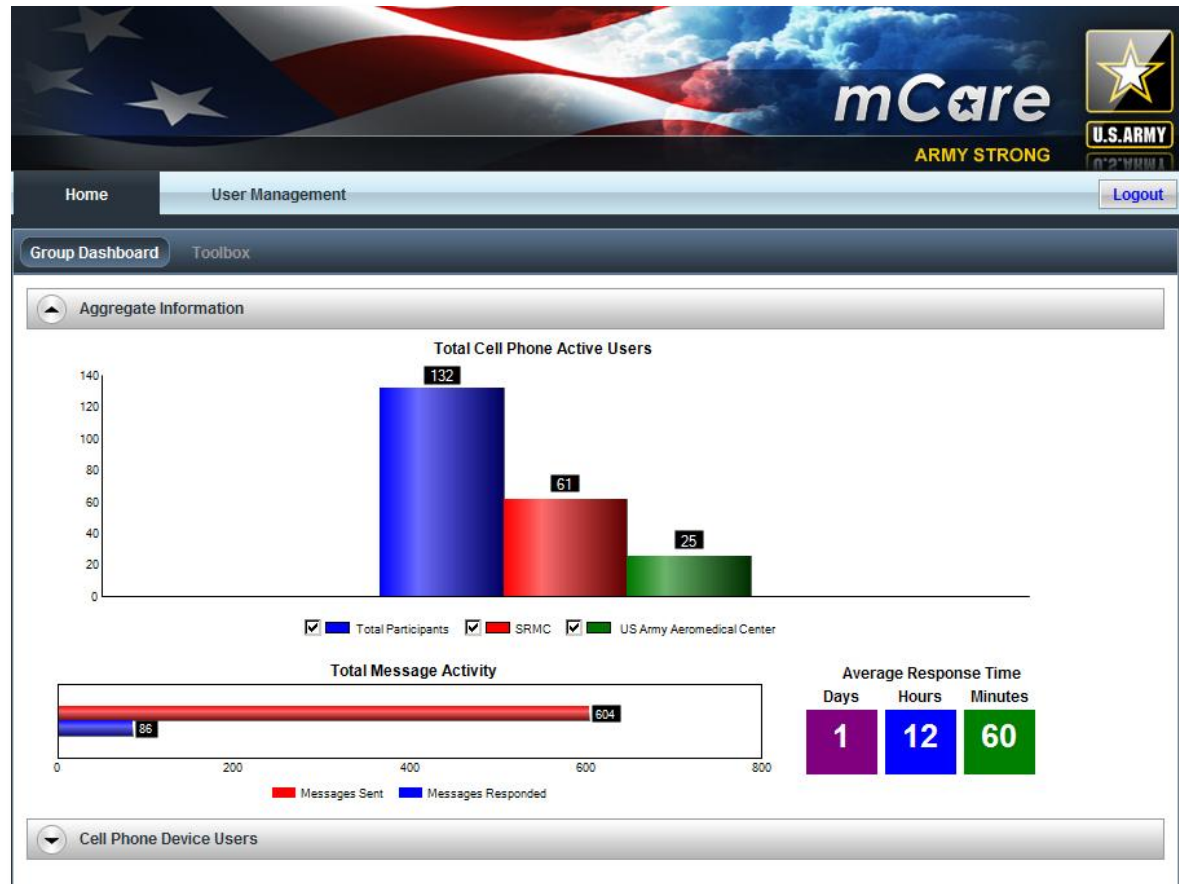 mCare
ARMY STRONG
U.S.ARMY
Home User Management Logout
Group Dashboard Toolbox
Aggregate Information
Total Cell Phone Active Users
140
120
100
80
60
40
20
0
132
61
25
Total Participants SRMC US Army Aeromedical Center
Total Message Activity
604
86
0 200 400 600 800
Messages Sent Messages Responded
Average Response Time
Days Hours Minutes
1 12 60
Cell Phone Device Users